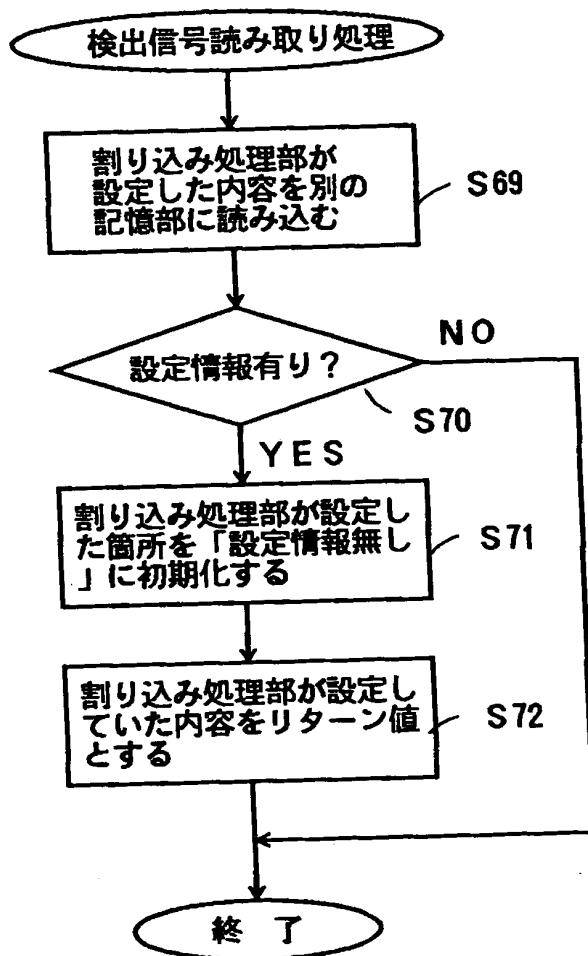 検出信号読み取り処理
割り込み処理部が
設定した内容を別の
記憶部に読み込む
S69
設定情報有り？
NO
S70
YES
割り込み処理部が設定し
た箇所を「設定情報無し
」に初期化する
S71
割り込み処理部が設定し
ていた内容をリターン値
とする
S72
終了